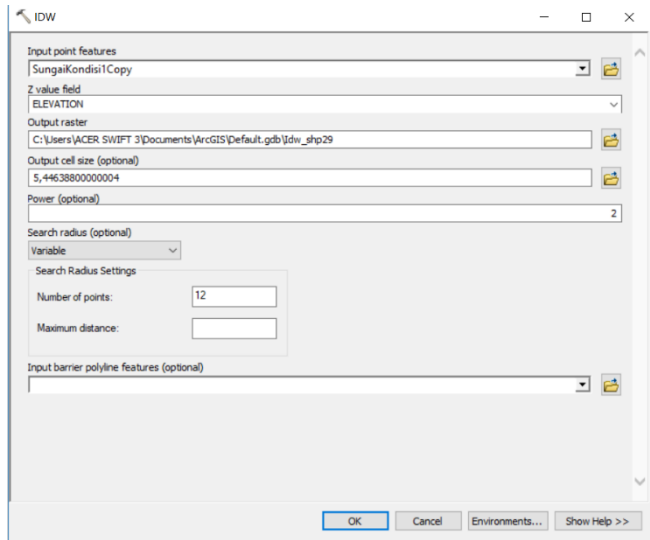 IDW
Input point features
SungaiKondisi1Copy
Z value field
ELEVATION
Output raster
C:\Users\ACER SWIFT 3\Documents\ArcGIS\Default.gdb\Idw_shp29
Output cell size (optional)
5,44638800000004
Power (optional)
2
Search radius (optional)
Variable
Search Radius Settings
Number of points:
12
Maximum distance:
Input barrier polyline features (optional)
OK
Cancel
Environments...
Show Help >>